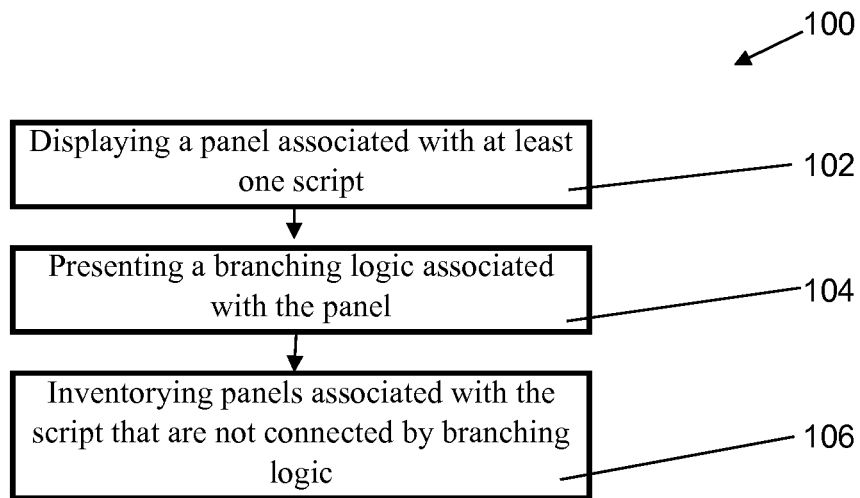 100
Displaying a panel associated with at least
one script
102
Presenting a branching logic associated
with the panel
104
Inventorying panels associated with the
script that are not connected by branching
logic
106